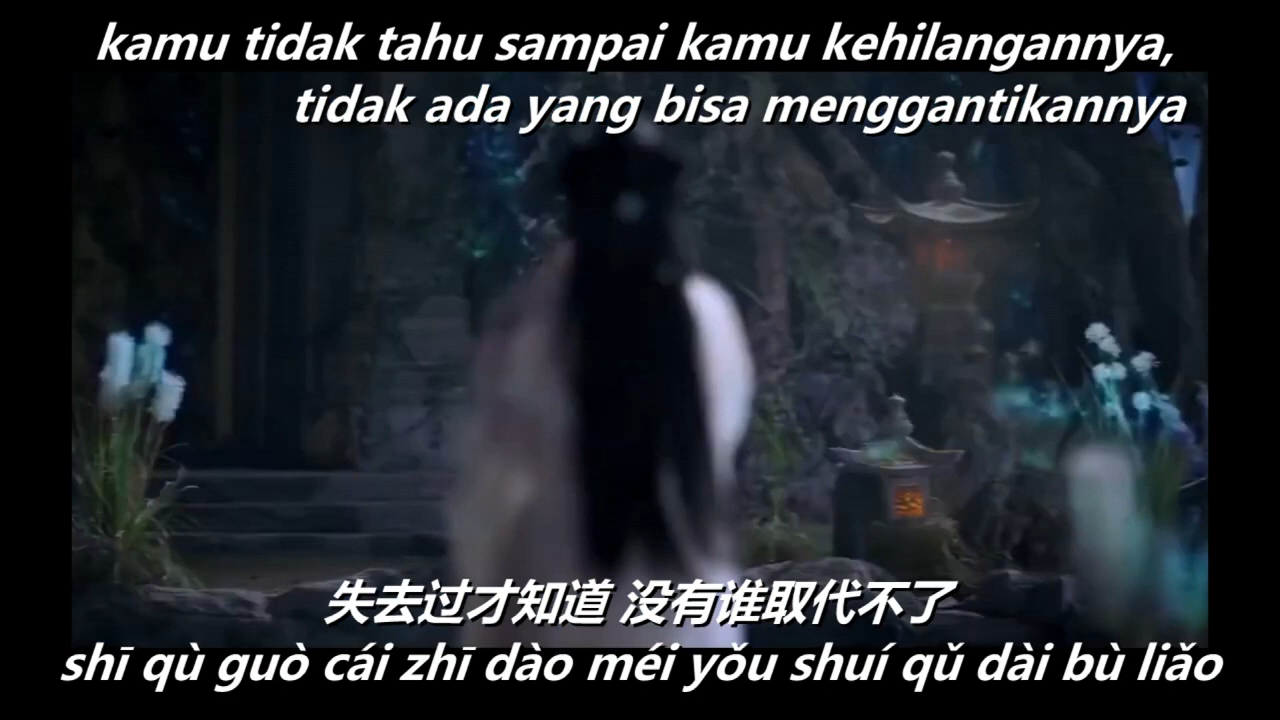 kamu tidak tahu sampai kamu kehilangannya,
tidak ada yang bisa menggantikannya
失去过才知道 没有谁取代不了
shī qù guò cái zhī dào méi yǒu shuí qǔ dài bù liǎo